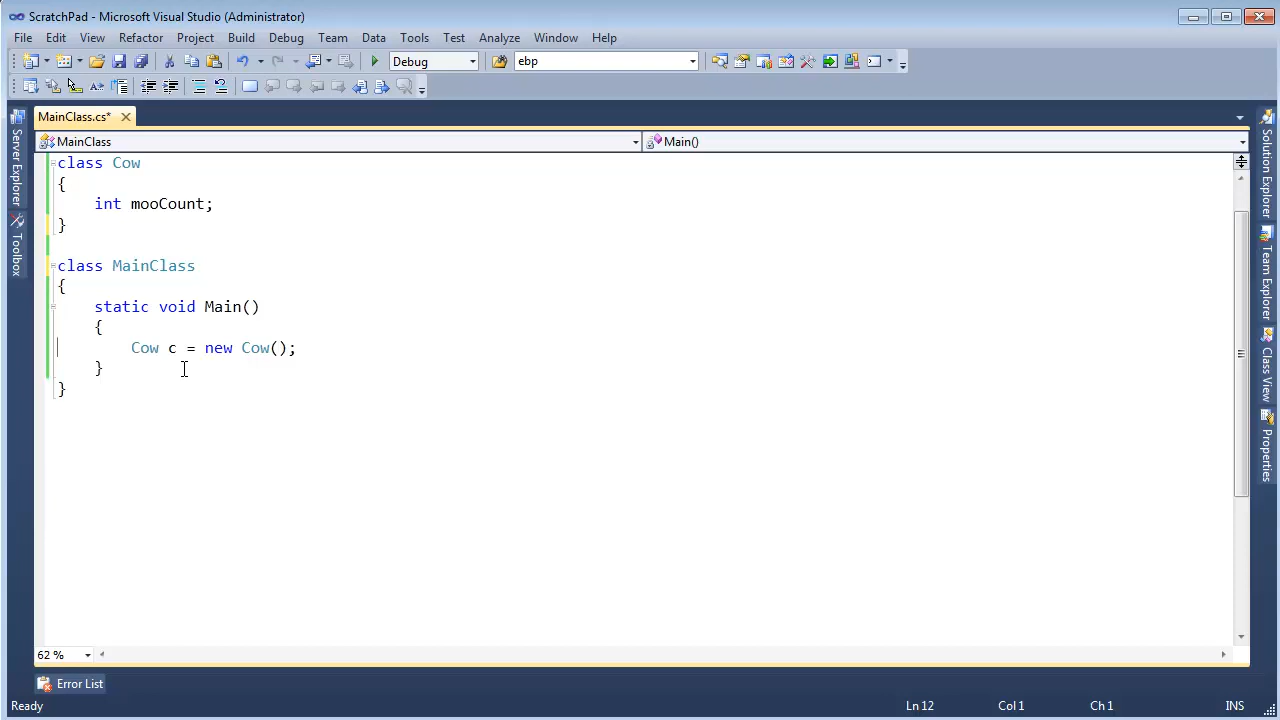 ScratchPad - Microsoft Visual Studio (Administrator)
File Edit View Refactor Project Build Debug Team Data Tools Test Analyze Window Help
Debug ebp
MainClass.cs*
MainClass Main()
class Cow
{
int mooCount;
}
class MainClass
{
static void Main()
{
Cow c = new Cow();
}
}
Server Explorer
Toolbox
Solution Explorer
Team Explorer
Class View
Properties
62 %
Error List
Ready Ln 12 Col 1 Ch 1 INS